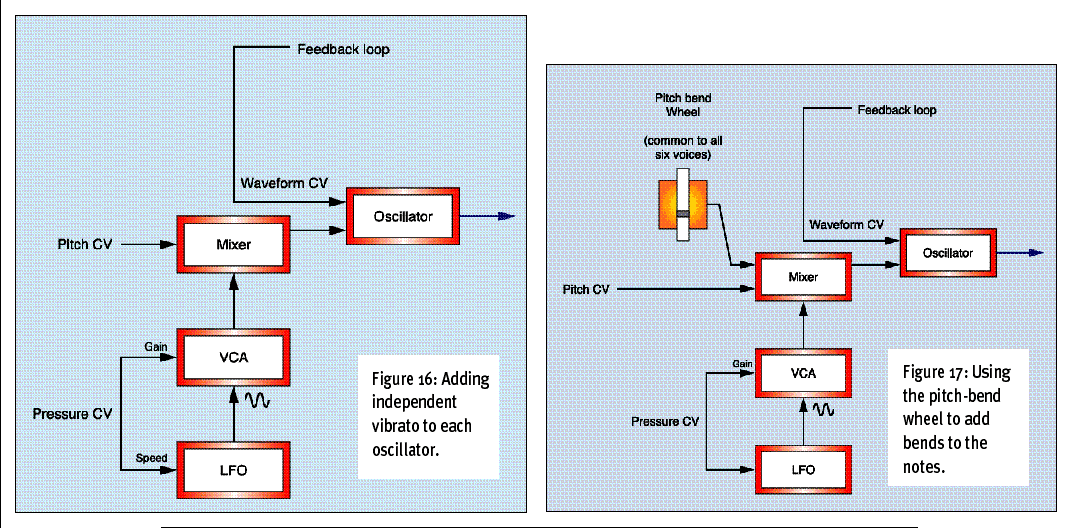 Feedback loop
Waveform CV
Oscillator
PItch CV
Mixer
Gain
VCA
Pressure CV
Speed
LFO
Figure 16: Adding
independent
vibrato to each
oscillator.
Pitch bend
Wheel
(common to all
six voices)
Feedback loop
Waveform CV
Oscillator
Mixer
Pitch CV
Gain
VCA
Pressure CV
LFO
Figure 17: Using
the pitch-bend
wheel to add
bends to the
notes.